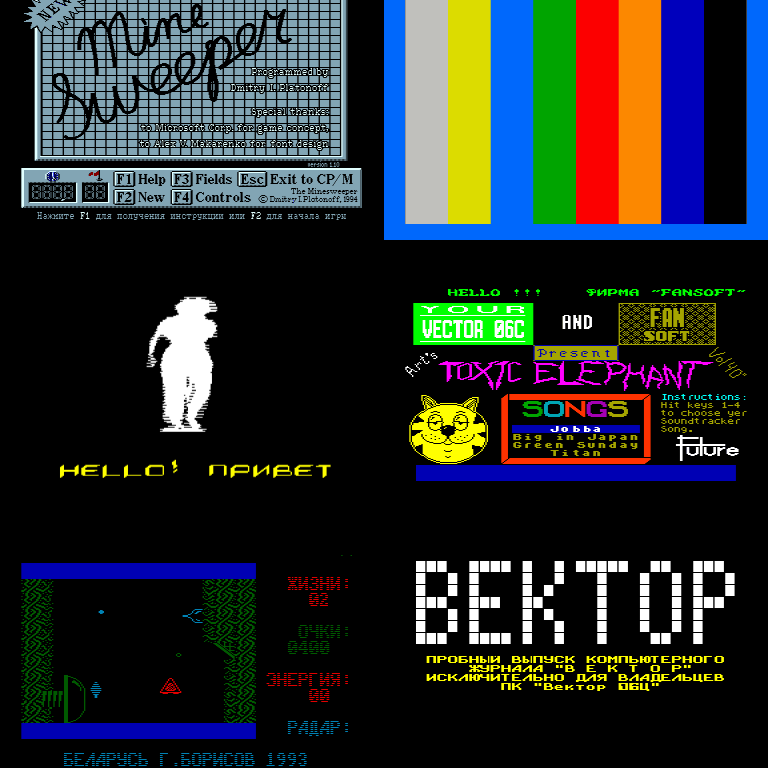 NEW
Mine
Sweeper
Programmed by
Dmitry I. Platonoff
Special thanks:
to Microsoft Corp. for game concept,
to Alex V. Makarenko for font design
version 1.10
F1 Help F3 Fields Esc Exit to CP/M
F2 New F4 Controls
The Minesweeper
© Dmitry I.Platonoff, 1994
Нажмите F1 для получения инструкции или F2 для начала игры
HELLO! ПРИВЕТ
HELLO !!! ФИРМА "FANSOFT"
YOUR
VECTOR 06C
AND
FAN
SOFT
Present
Art's
TOXIC ELEPHANT
Vol'40"
SONGS
Jobba
Big in Japan
Green Sunday
Titan
Instructions:
Hit keys 1-4
to choose yer
Soundtracker
Song.
Future
ЖИЗНИ:
02
ОЧКИ:
0400
ЭНЕРГИЯ:
00
РАДАР:
БЕЛАРУСЬ Г.БОРИСОВ 1993
ВЕКТОР
ПРОБНЫЙ ВЫПУСК КОМПЬЮТЕРНОГО
ЖУРНАЛА "В Е К Т О Р"
ИСКЛЮЧИТЕЛЬНО ДЛЯ ВЛАДЕЛЬЦЕВ
ПК "Вектор 06Ц"